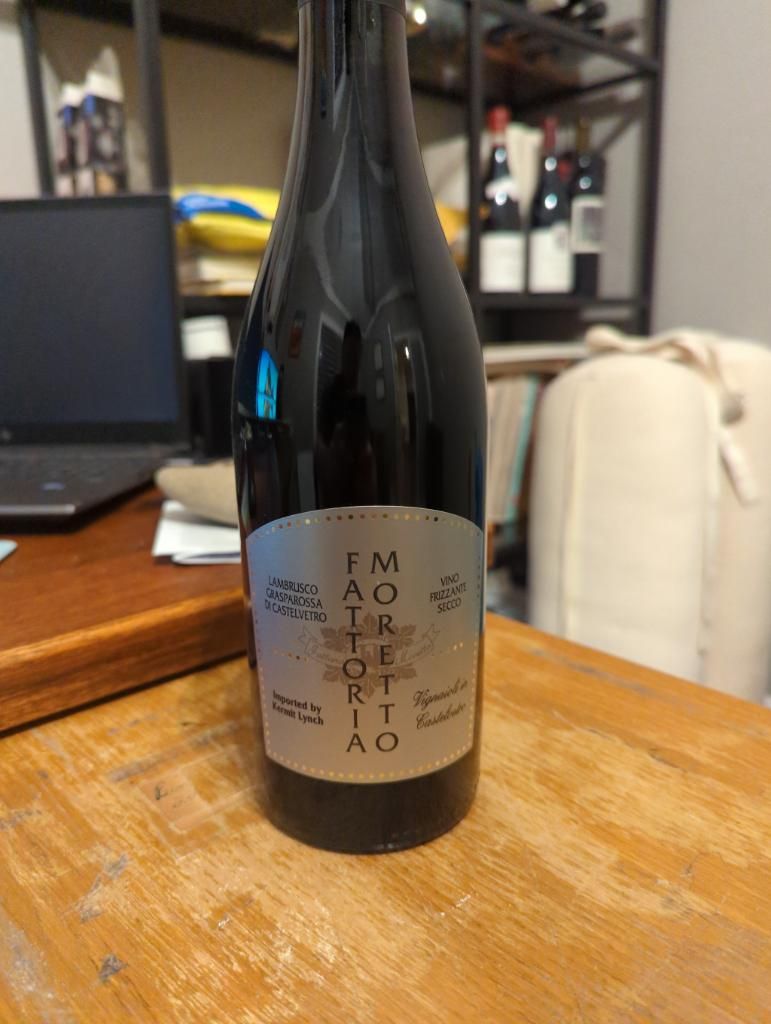 LAMBRUSCO
GRASPAROSSA
DI CASTELVETRO
FATTORIA
MORETTO
VINO
FRIZZANTE
SECCO
Imported by
Kermit Lynch
Vignaioli in
Castelvetro